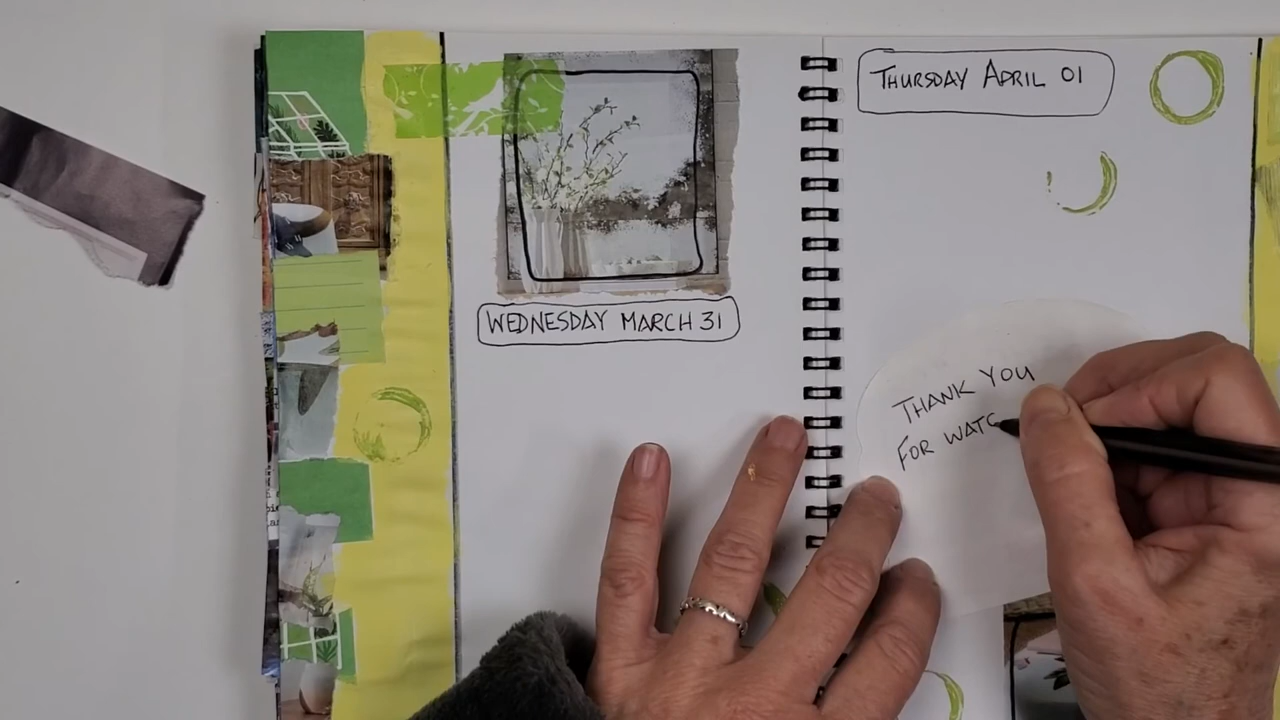 WEDNESDAY MARCH 31
THURSDAY APRIL 01
THANK YOU
FOR WATC